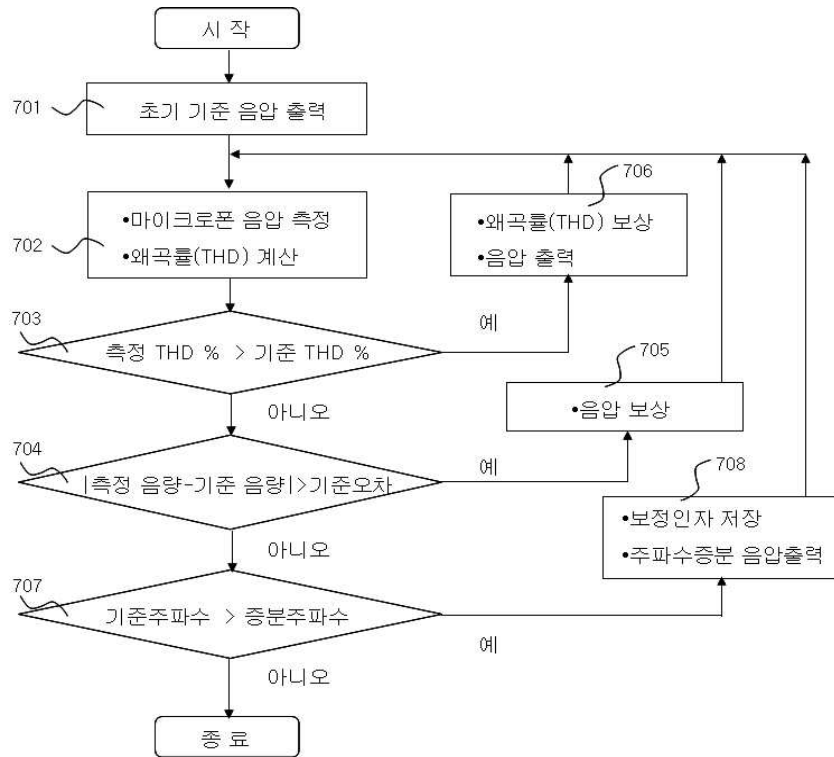 시 작
701
초기 기준 음압 출력
706
•마이크로폰 음압 측정
•왜곡률(THD) 계산
702
•왜곡률(THD) 보상
•음압 출력
703
예
측정 THD % > 기준 THD %
705
•음압 보상
아니오
704
예
|측정 음량-기준 음량|>기준오차
708
•보정인자 저장
•주파수증분 음압출력
아니오
707
기준주파수 > 증분주파수
예
아니오
종 료